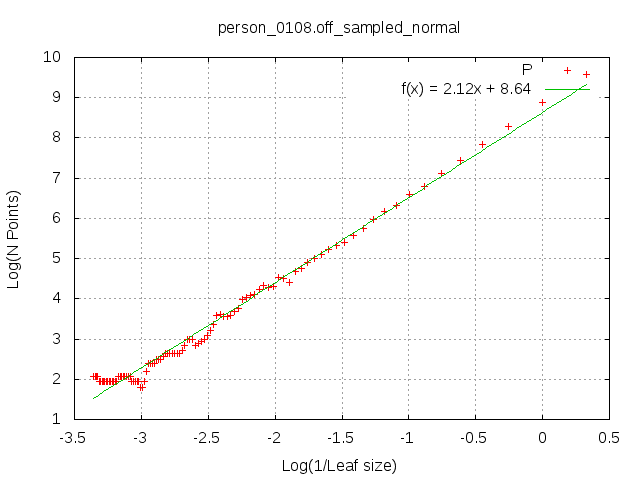 person_0108.off_sampled_normal
10
9
8
7
6
5
4
3
2
1
P
f(x) = 2.12x + 8.64
Log(N Points)
-3.5 -3 -2.5 -2 -1.5 -1 -0.5 0 0.5
Log(1/Leaf size)